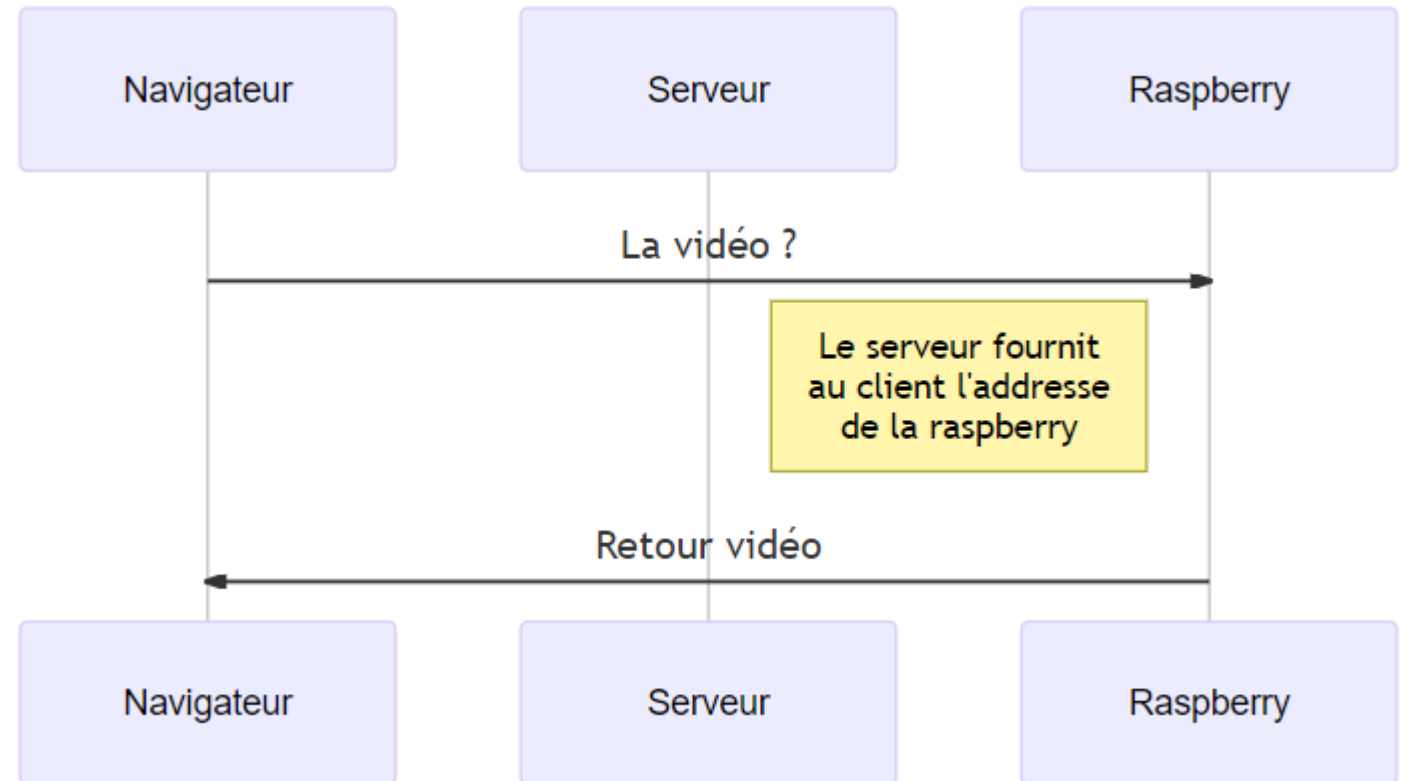 Navigateur
Serveur
Raspberry
La vidéo ?
Le serveur fournit
au client l'addresse
de la raspberry
Retour vidéo
Navigateur
Serveur
Raspberry